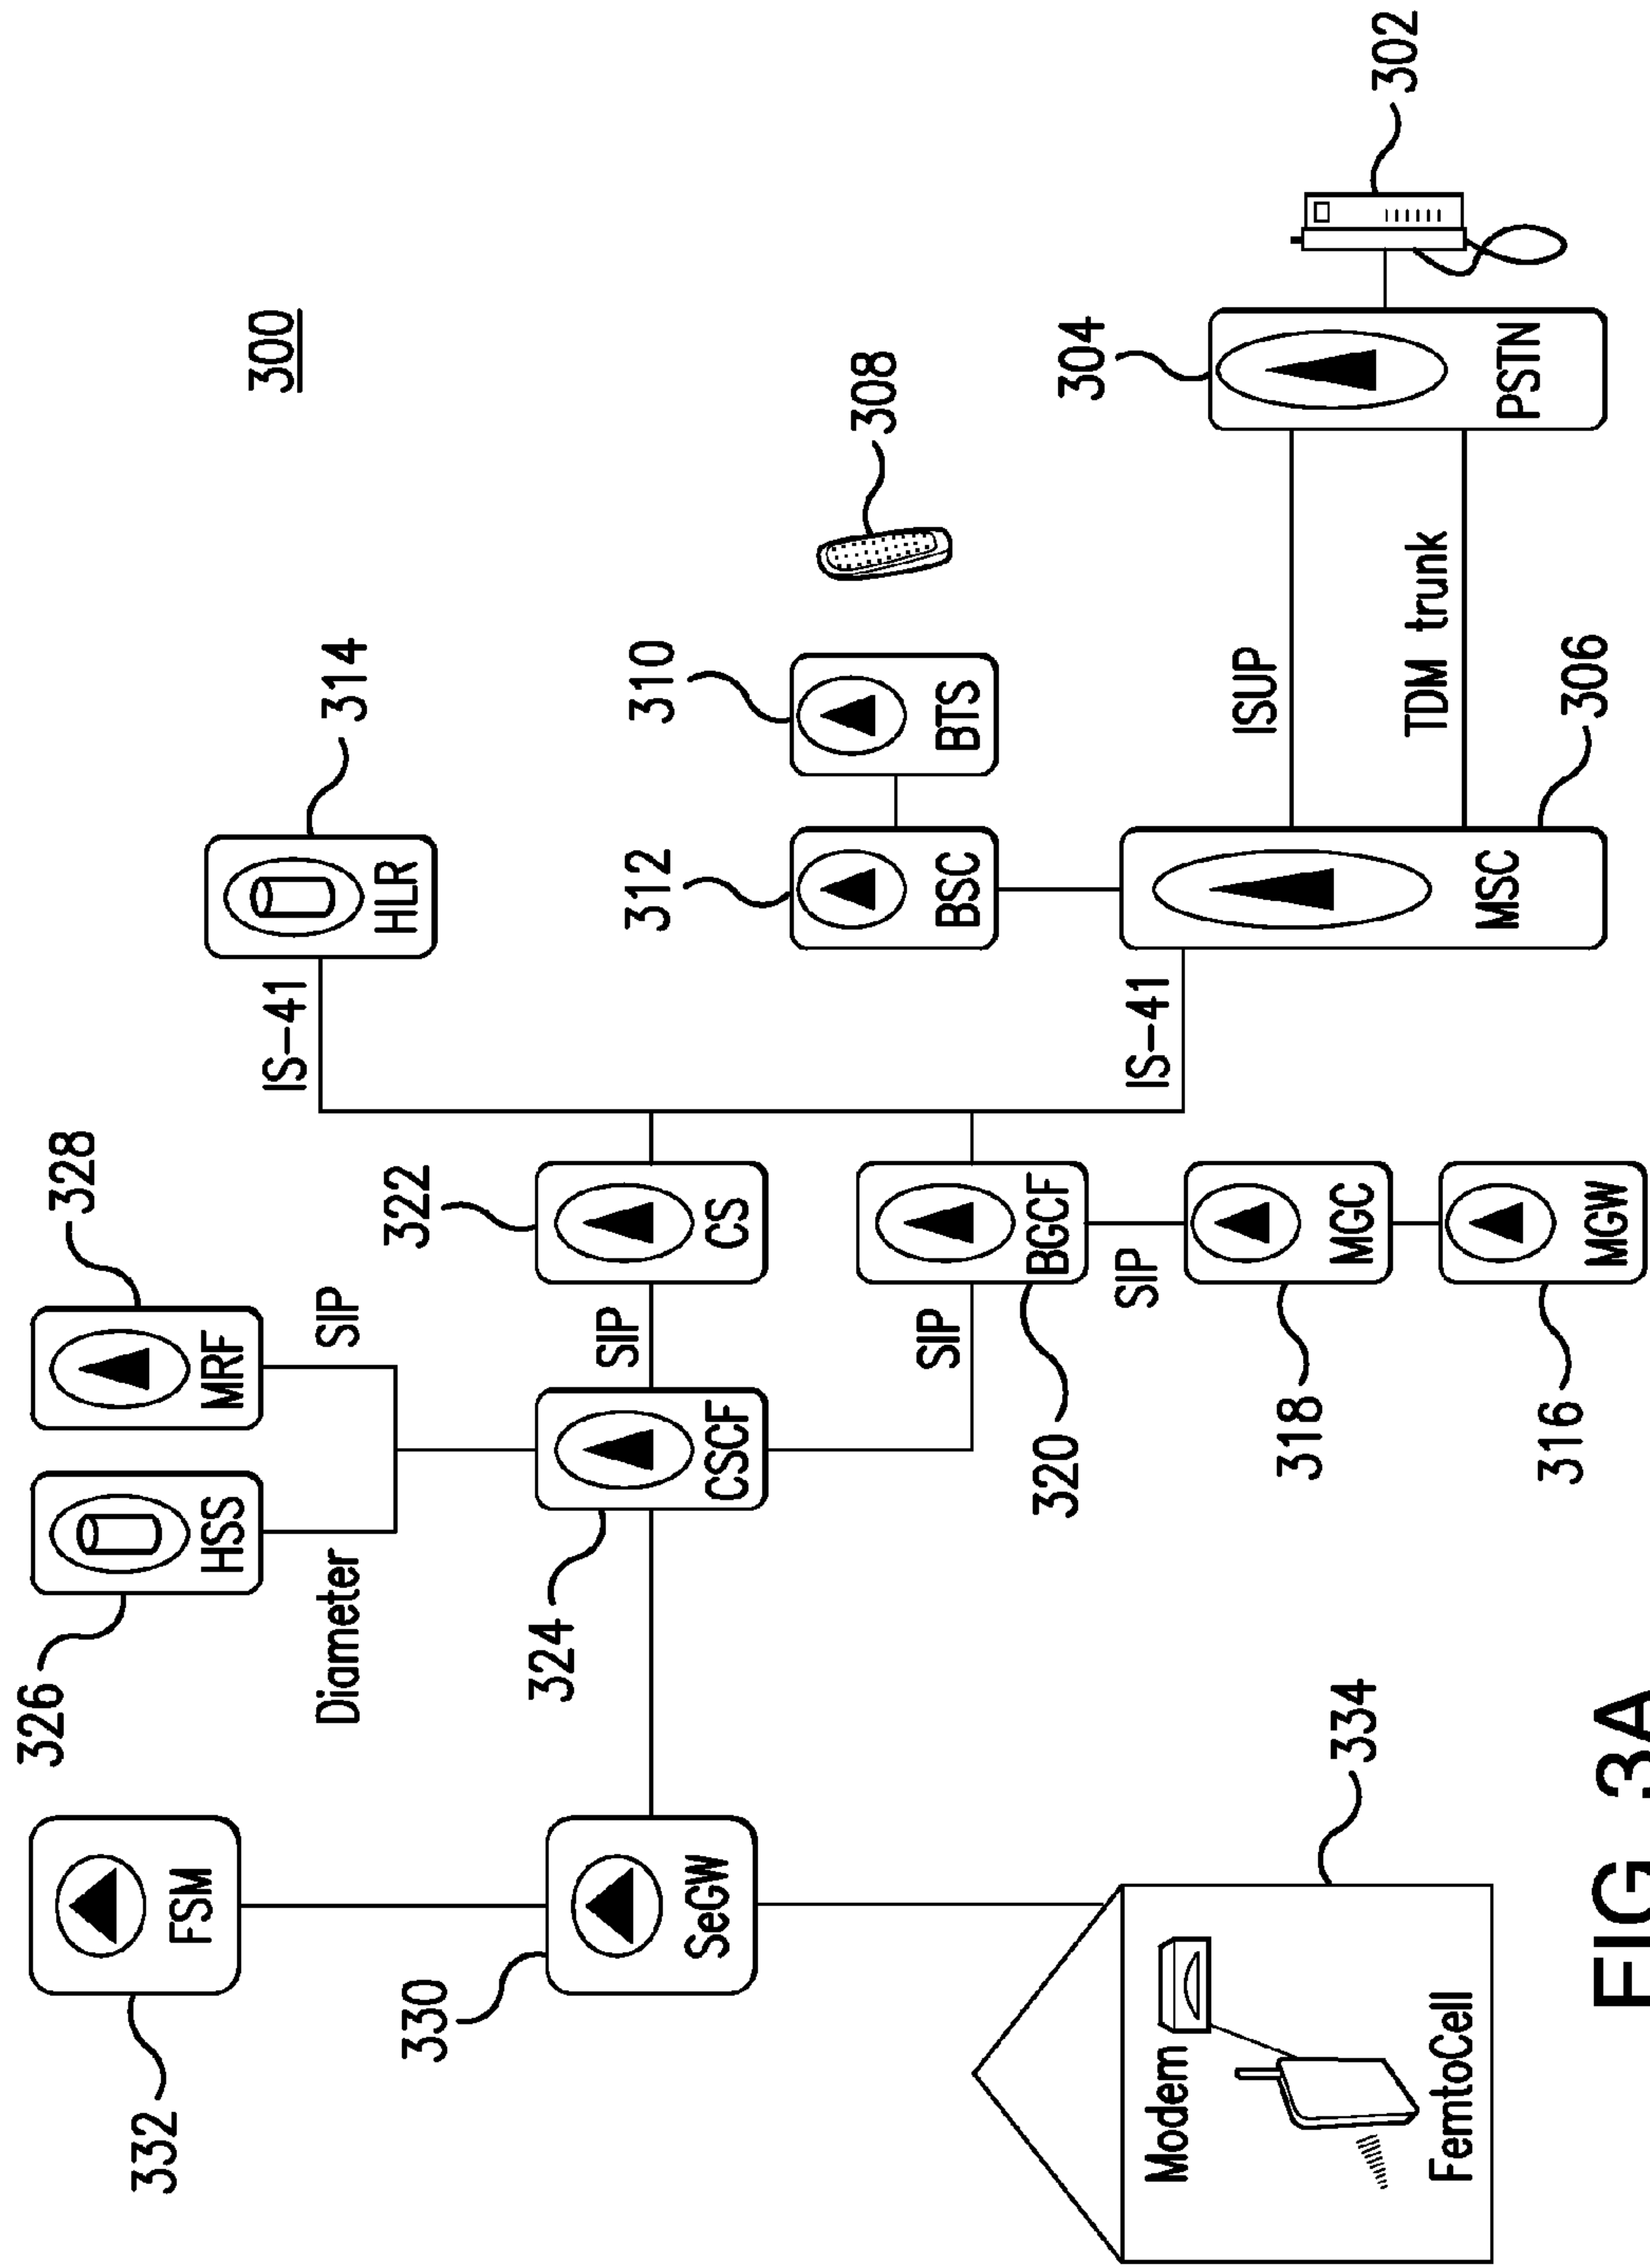 300
332
FSM
330
SeGW
334
Modem
FemtoCell
326
HSS
Diameter
328
MRF
SIP
324
CSCF
SIP
322
CS
SIP
320
BGCF
SIP
318
MGC
316
MGW
IS-41
314
HLR
IS-41
312
BSC
310
BTS
308
306
MSC
ISUP
TDM trunk
304
PSTN
302
FIG. 3A